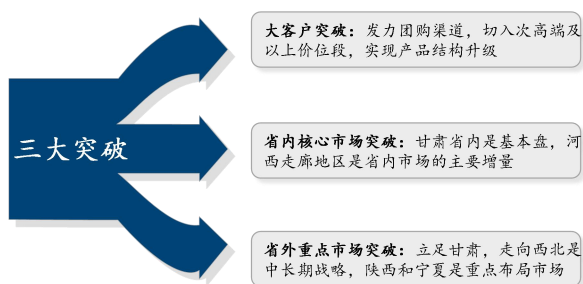 三大突破
大客户突破：发力团购渠道，切入次高端及
以上价位段，实现产品结构升级
省内核心市场突破：甘肃省内是基本盘，河
西走廊地区是省内市场的主要增量
省外重点市场突破：立足甘肃，走向西北是
中长期战略，陕西和宁夏是重点布局市场